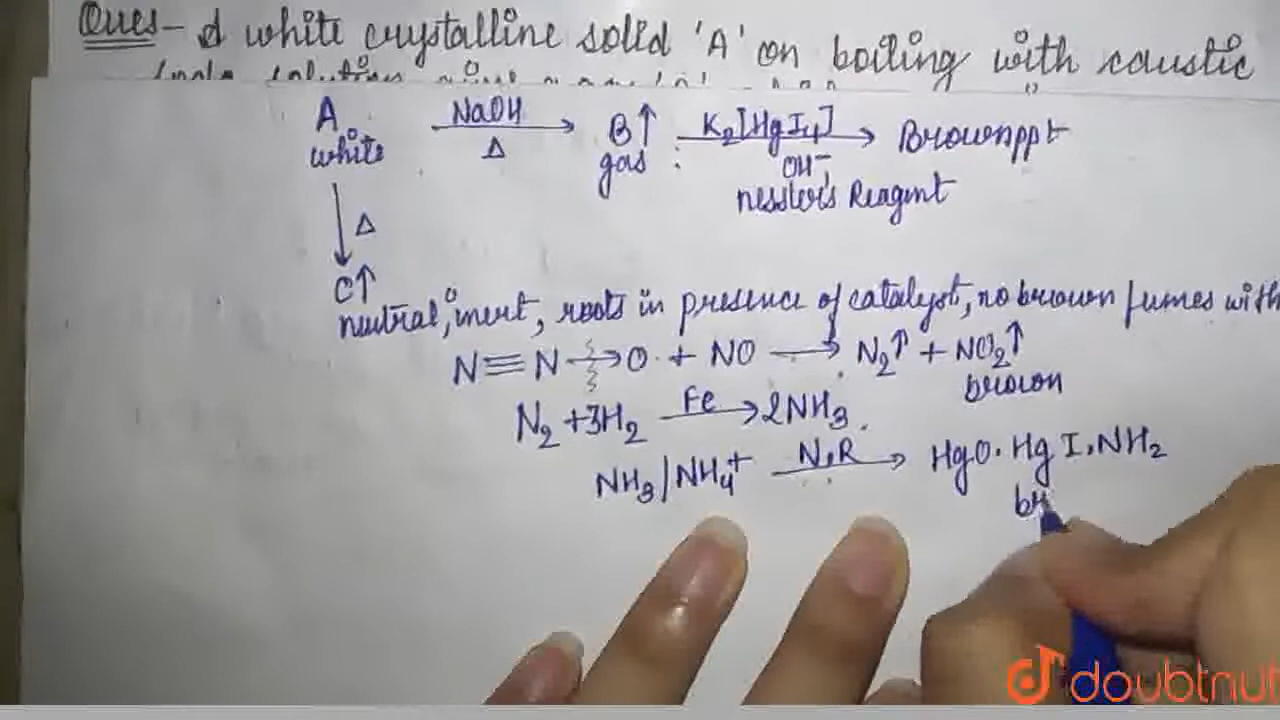 Ques - A white crystalline solid 'A' on boiling with caustic
A NaOH B↑ K₂[HgI₄] Brown ppt
white Δ gas : OH⁻
Nessler's Reagent
Δ
C↑
neutral, inert, roots in presence of catalyst, no brown fumes with
N≡N→O + NO → N₂↑ + NO₂↑
brown
N₂ + 3H₂ Fe→ 2NH₃.
NH₃/NH₄⁺ N.R→ HgO·HgI.NH₂
br
doubtnut